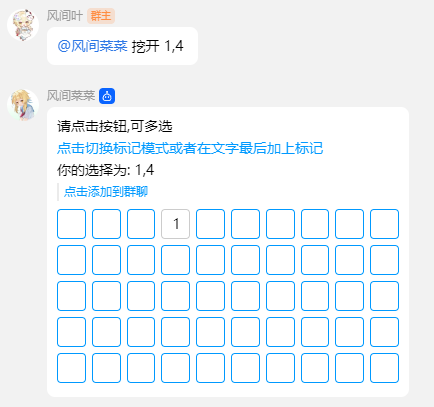 风间叶 群主
@风间菜菜 挖开 1,4
风间菜菜
请点击按钮,可多选
点击切换标记模式或者在文字最后加上标记
你的选择为: 1,4
点击添加到群聊
1